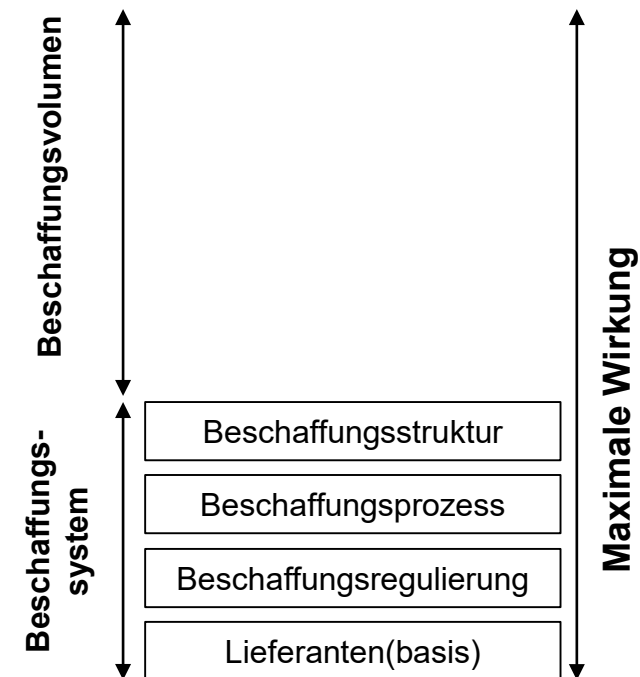 Beschaffungsvolumen
Beschaffungs-
system
Beschaffungsstruktur
Beschaffungsprozess
Beschaffungsregulierung
Lieferanten(basis)
Maximale Wirkung